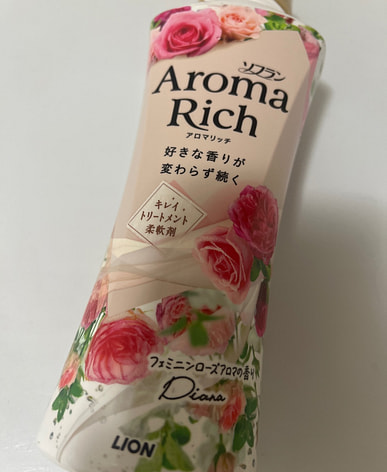 ソフラン
Aroma
Rich
アロマリッチ
好きな香りが
変わらず続く
キレイ
トリートメント
柔軟剤
フェミニンローズアロマの香り
Diana
LION